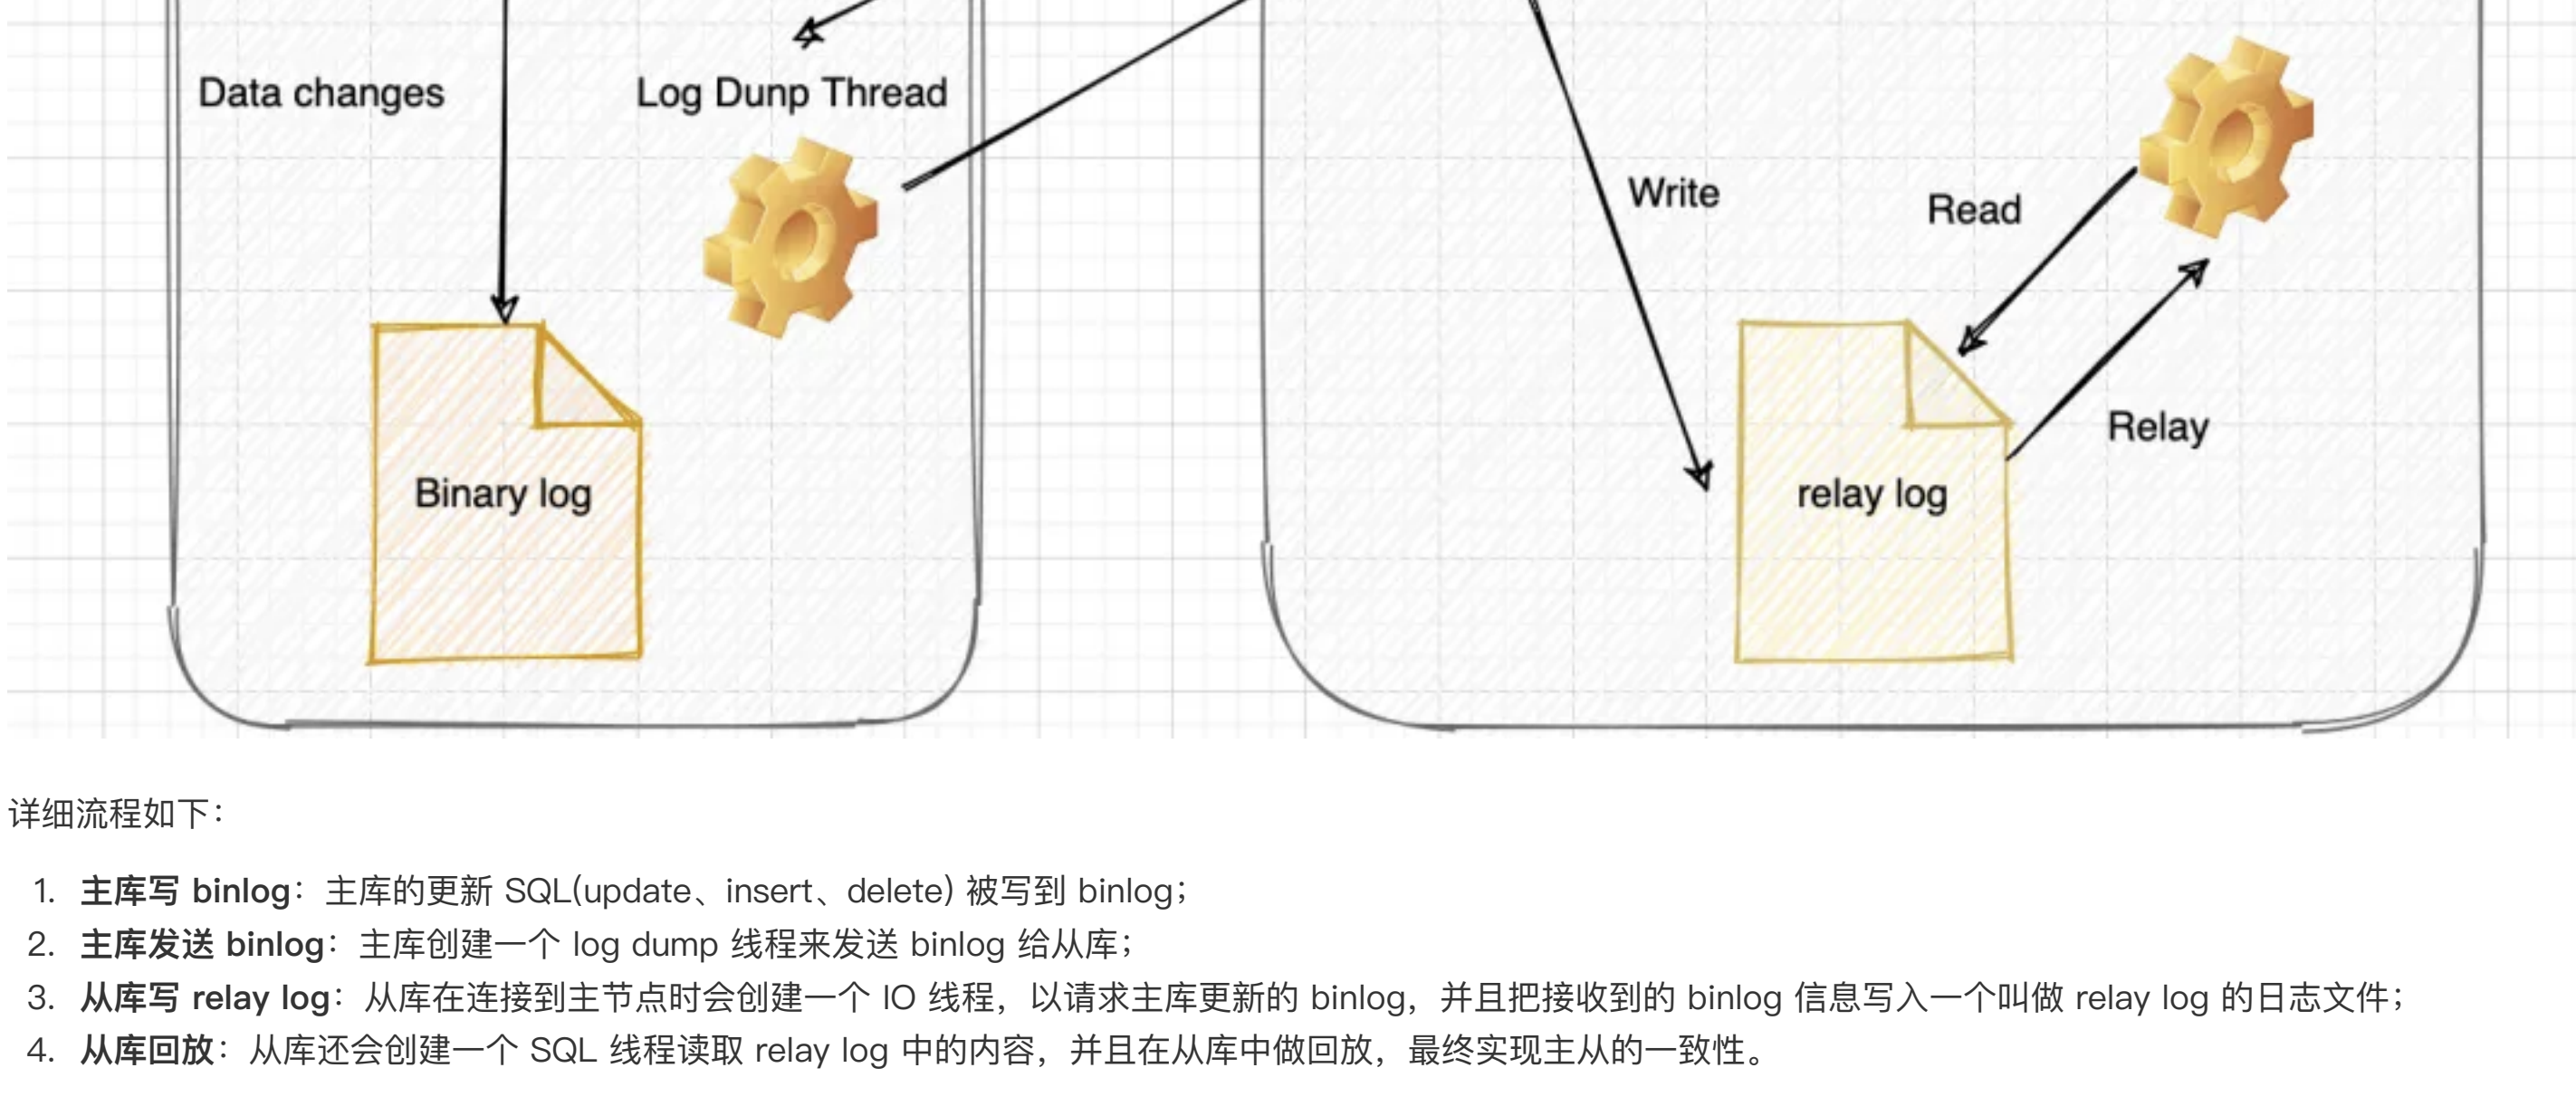 Data changes
Log Dunp Thread
Write
Read
Relay
Binary log
relay log
详细流程如下：
1. 主库写 binlog：主库的更新 SQL(update、insert、delete) 被写到 binlog；
2. 主库发送 binlog：主库创建一个 log dump 线程来发送 binlog 给从库；
3. 从库写 relay log：从库在连接到主节点时会创建一个 IO 线程，以请求主库更新的 binlog，并且把接收到的 binlog 信息写入一个叫做 relay log 的日志文件；
4. 从库回放：从库还会创建一个 SQL 线程读取 relay log 中的内容，并且在从库中做回放，最终实现主从的一致性。